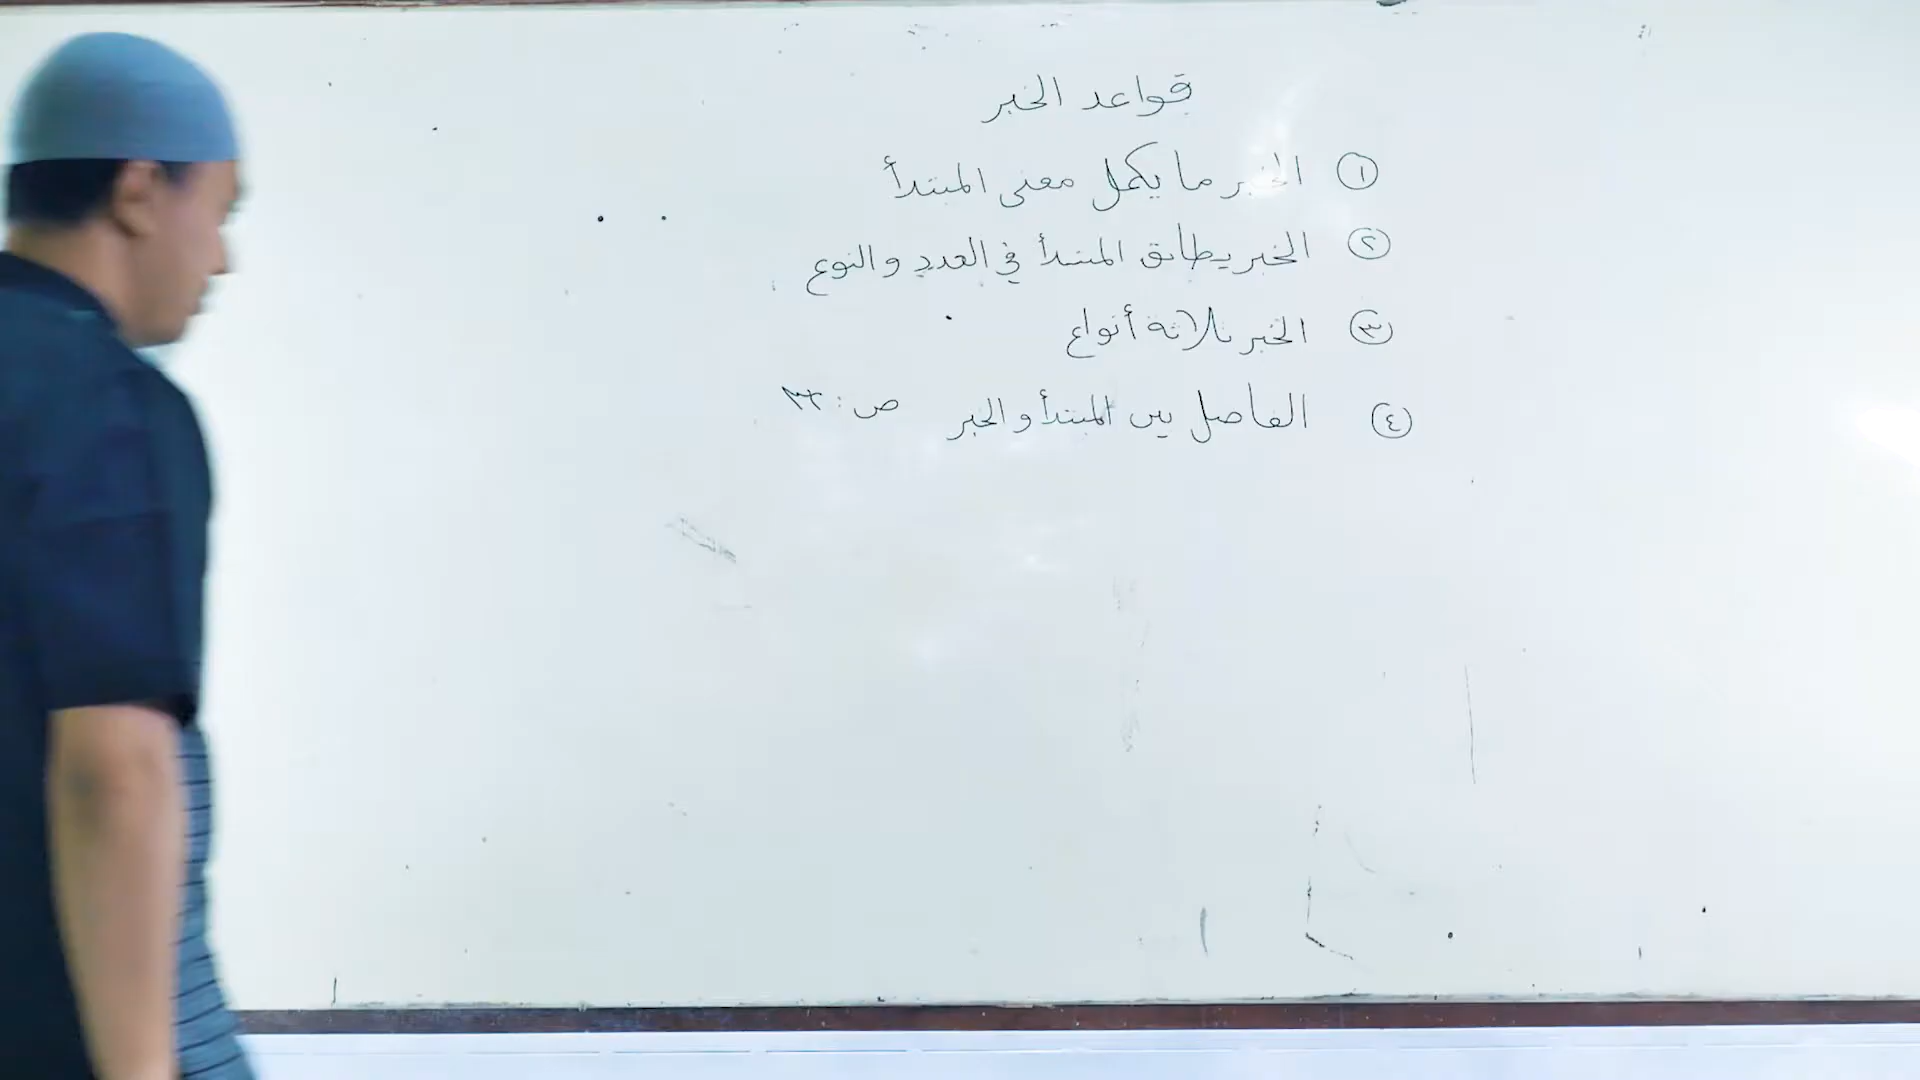 قواعد الخبر
① الخبر ما يكمل معنى المبتدأ
② الخبر يطابق المبتدأ في العدد والنوع
③ الخبر ثلاثة أنواع
④ الفاصل بين المبتدأ والخبر ص :